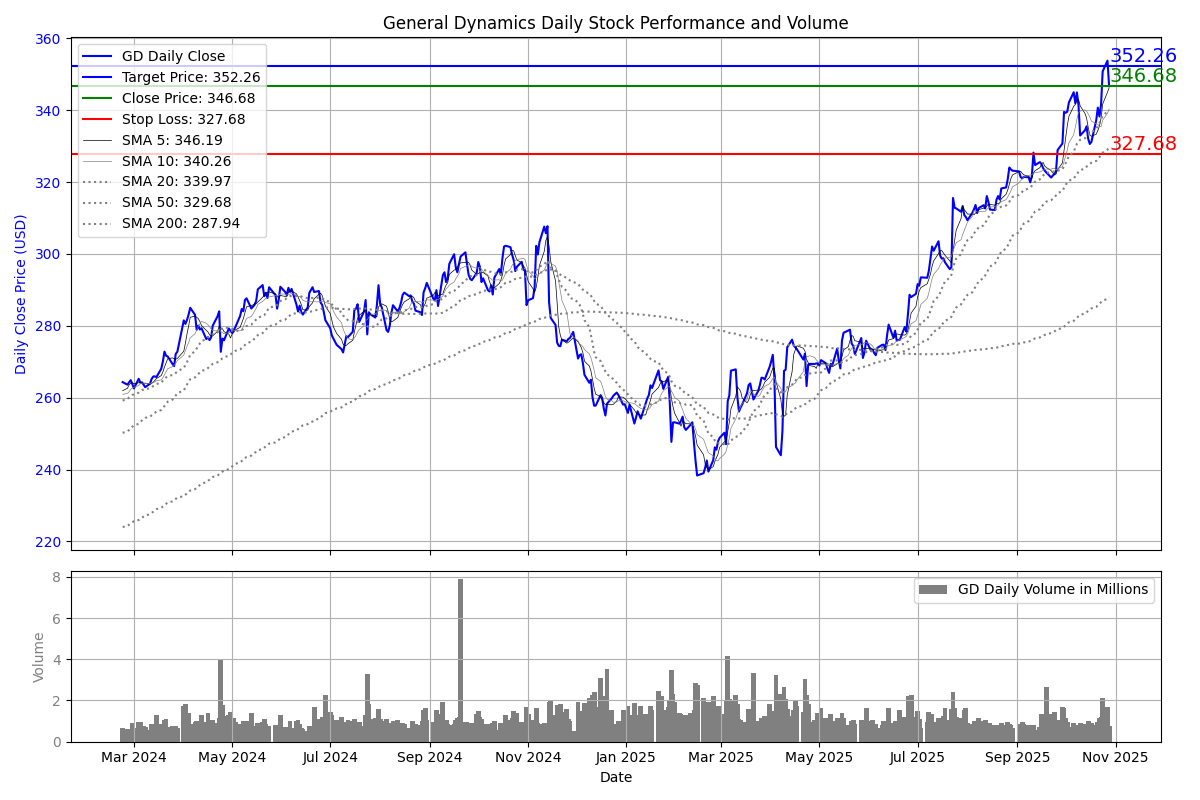 General Dynamics Daily Stock Performance and Volume
360
340
320
300
280
260
240
220
Daily Close Price (USD)
GD Daily Close
Target Price: 352.26
Close Price: 346.68
Stop Loss: 327.68
SMA 5: 346.19
SMA 10: 340.26
SMA 20: 339.97
SMA 50: 329.68
SMA 200: 287.94
352.26
346.68
327.68
8
6
4
2
0
Volume
GD Daily Volume in Millions
Mar 2024
May 2024
Jul 2024
Sep 2024
Nov 2024
Jan 2025
Mar 2025
May 2025
Jul 2025
Sep 2025
Nov 2025
Date